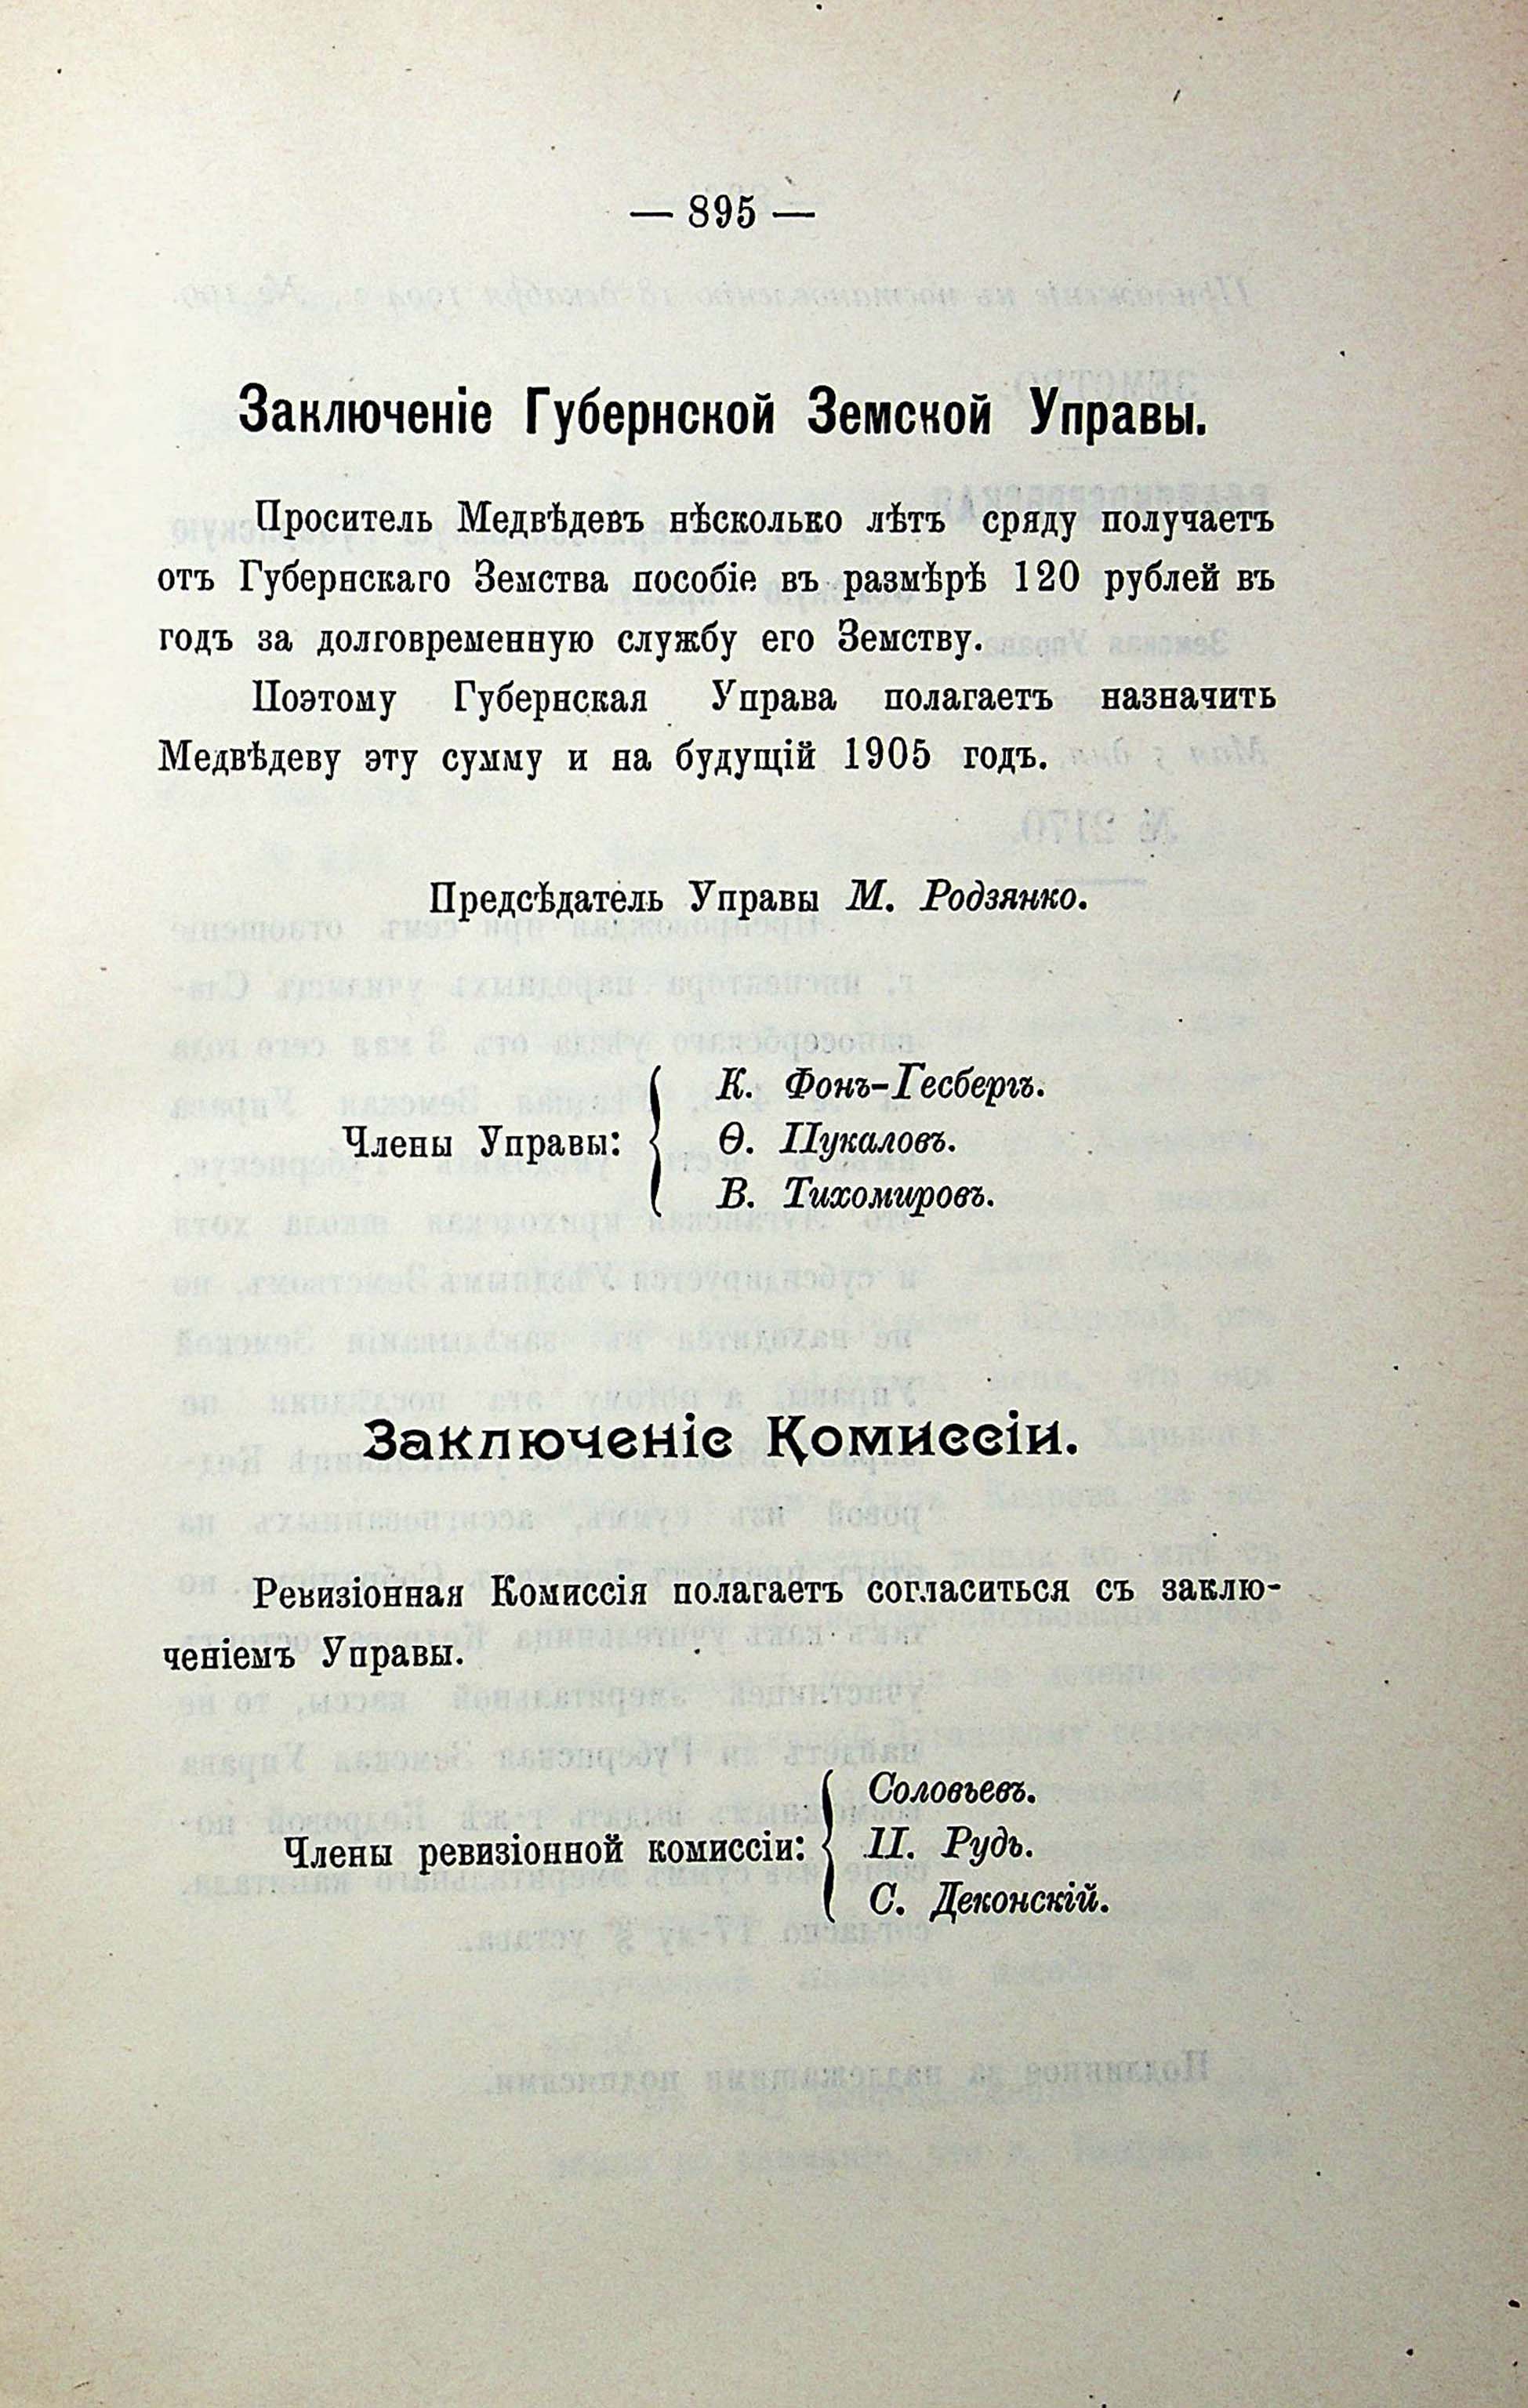 — 895 —
Заключеніе Губернской Земской Управы.
Проситель Медвѣдевъ нѣсколько лѣтъ сряду получаетъ
отъ Губернскаго Земства пособіе въ размѣрѣ 120 рублей въ
годъ за долговременную службу его Земству.
Поэтому Губернская Управа полагаетъ назначить
Медвѣдеву эту сумму и на будущій 1905 годъ.
Предсѣдатель Управы М. Родзянко.
К. Фонъ-Гесбергъ.
Члены Управы: Ѳ. Пукаловъ.
В. Тихомировъ.
Заключеніе Комиссіи.
Ревизіонная Комиссія полагаетъ согласиться съ заклю-
ченіемъ Управы.
Соловьевъ.
Члены ревизіонной комиссіи: П. Рудь.
С. Деконскій.